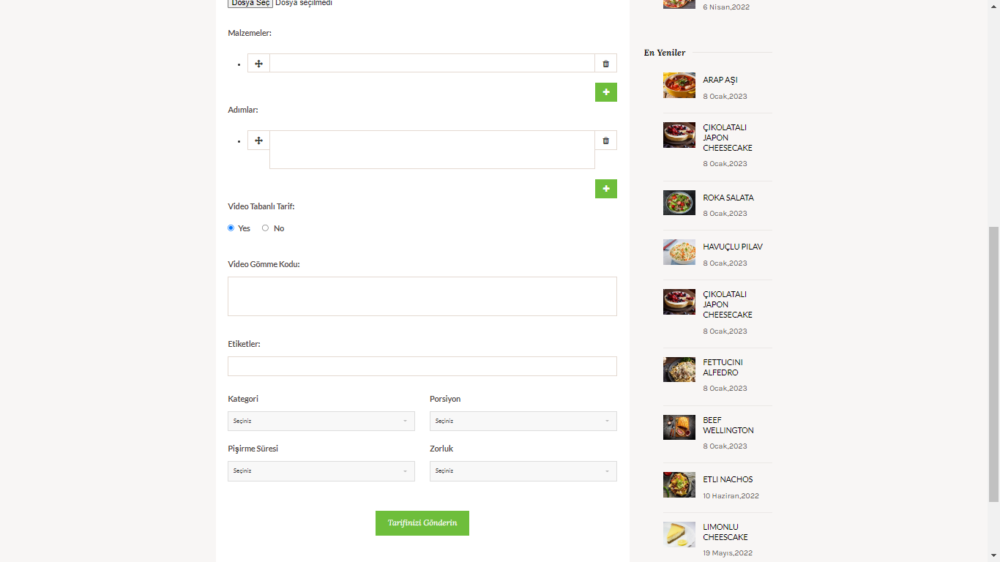 Dosya Seç Dosya seçilmedi
Malzemeler:
Adımlar:
Video Tabanlı Tarif:
Yes No
Video Gömme Kodu:
Etiketler:
Kategori
Seçiniz
Porsiyon
Seçiniz
Pişirme Süresi
Seçiniz
Zorluk
Seçiniz
Tarifinizi Gönderin
6 Nisan,2022
En Yeniler
ARAP AŞI
8 Ocak,2023
ÇIKOLATALI
JAPON
CHEESECAKE
8 Ocak,2023
ROKA SALATA
8 Ocak,2023
HAVUÇLU PILAV
8 Ocak,2023
ÇIKOLATALI
JAPON
CHEESECAKE
8 Ocak,2023
FETTUCINI
ALFEDRO
8 Ocak,2023
BEEF
WELLINGTON
8 Ocak,2023
ETLI NACHOS
10 Haziran,2022
LIMONLU
CHEESCAKE
19 Mayıs,2022